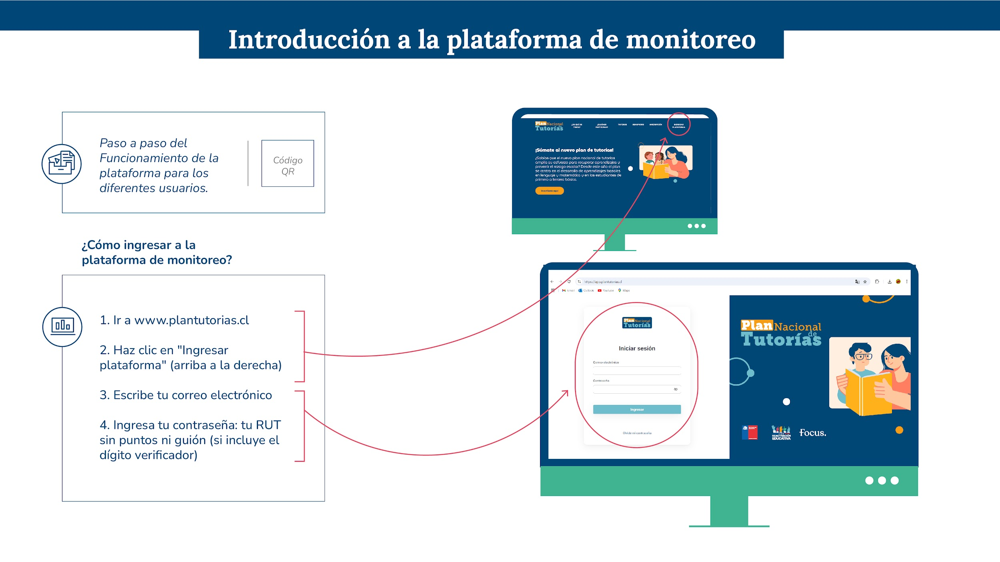 Introducción a la plataforma de monitoreo
Paso a paso del
Funcionamiento de la
plataforma para los
diferentes usuarios.
Código
QR
¿Cómo ingresar a la
plataforma de monitoreo?
1. Ir a www.plantutorias.cl
2. Haz clic en "Ingresar
plataforma" (arriba a la derecha)
3. Escribe tu correo electrónico
4. Ingresa tu contraseña: tu RUT
sin puntos ni guión (si incluye el
dígito verificador)
Plan Nacional
de
Tutorías
¿DE QUÉ SE
TRATA?
¿QUIÉNES
PARTICIPAN?
TUTORES
BENEFICIOS
INSCRIPCIÓN
INGRESAR
PLATAFORMA
¡Súmate al nuevo plan de tutorías!
¿Sabías que el nuevo plan nacional de tutorías
amplía su esfuerzo para recuperar aprendizajes y
prevenir el rezago escolar? Desde este año el plan
se centra en el desarrollo de aprendizajes basales
en lenguaje y matemática y en los estudiantes de
primero a tercero básico.
Inscríbete aquí
https://app.plantutorias.cl
Gmail
Outlook
YouTube
Maps
Plan Nacional
de
Tutorías
Iniciar sesión
Correo electrónico
Contraseña
Ingresar
Olvidé mi contraseña
Plan Nacional
de
Tutorías
REACTIVACIÓN
EDUCATIVA
Focus.